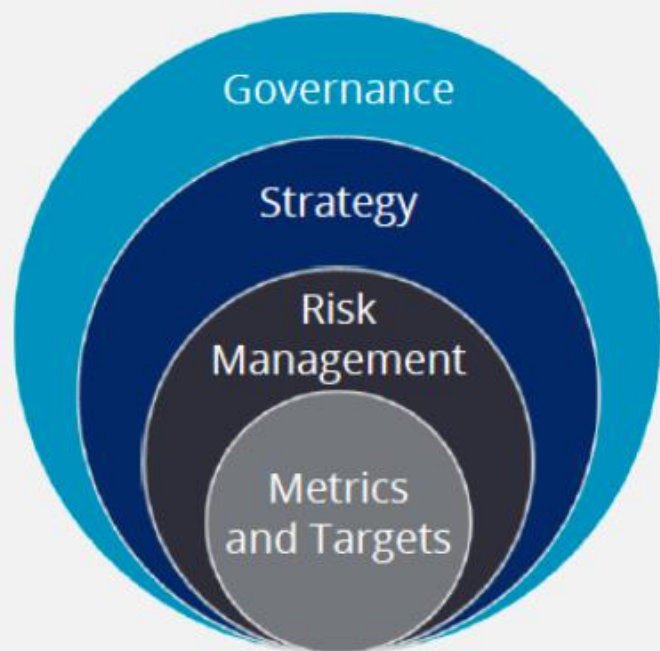 Governance
Strategy
Risk
Management
Metrics
and Targets